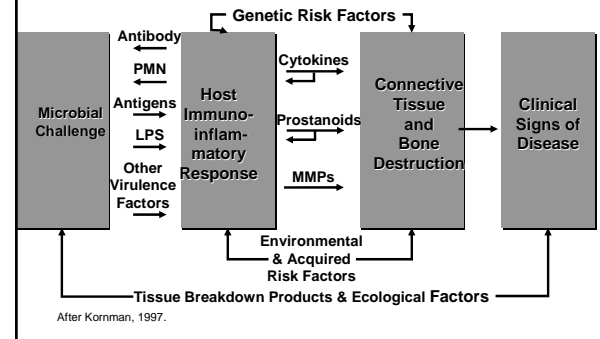 Genetic Risk Factors
Antibody
PMN
Antigens
LPS
Other
Virulence
Factors
Microbial
Challenge
Host
Immuno-
inflam-
matory
Response
Cytokines
Prostanoids
MMPs
Connective
Tissue
and
Bone
Destruction
Clinical
Signs of
Disease
Environmental
& Acquired
Risk Factors
Tissue Breakdown Products & Ecological Factors
After Kornman, 1997.